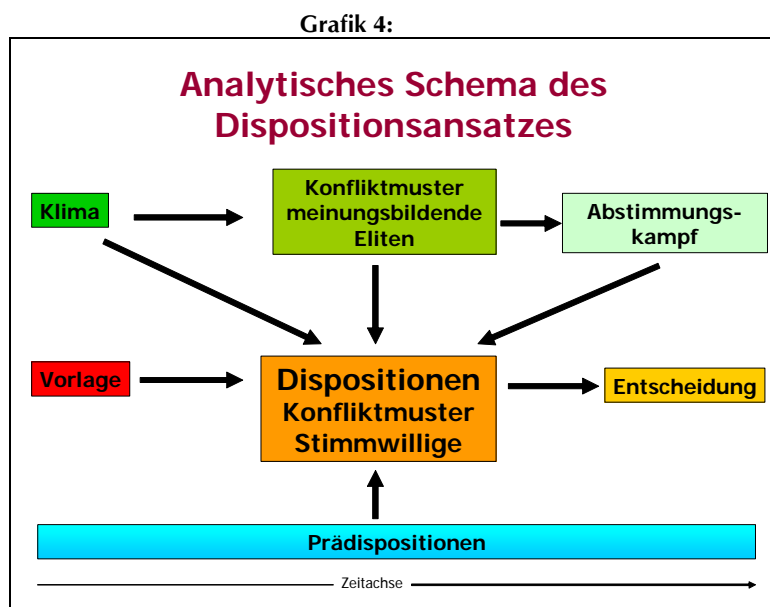 Grafik 4:
Analytisches Schema des
Dispositionsansatzes
Klima
Konfliktmuster
meinungsbildende
Eliten
Abstimmungs-
kampf
Vorlage
Dispositionen
Konfliktmuster
Stimmwillige
Entscheidung
Prädispositionen
Zeitachse